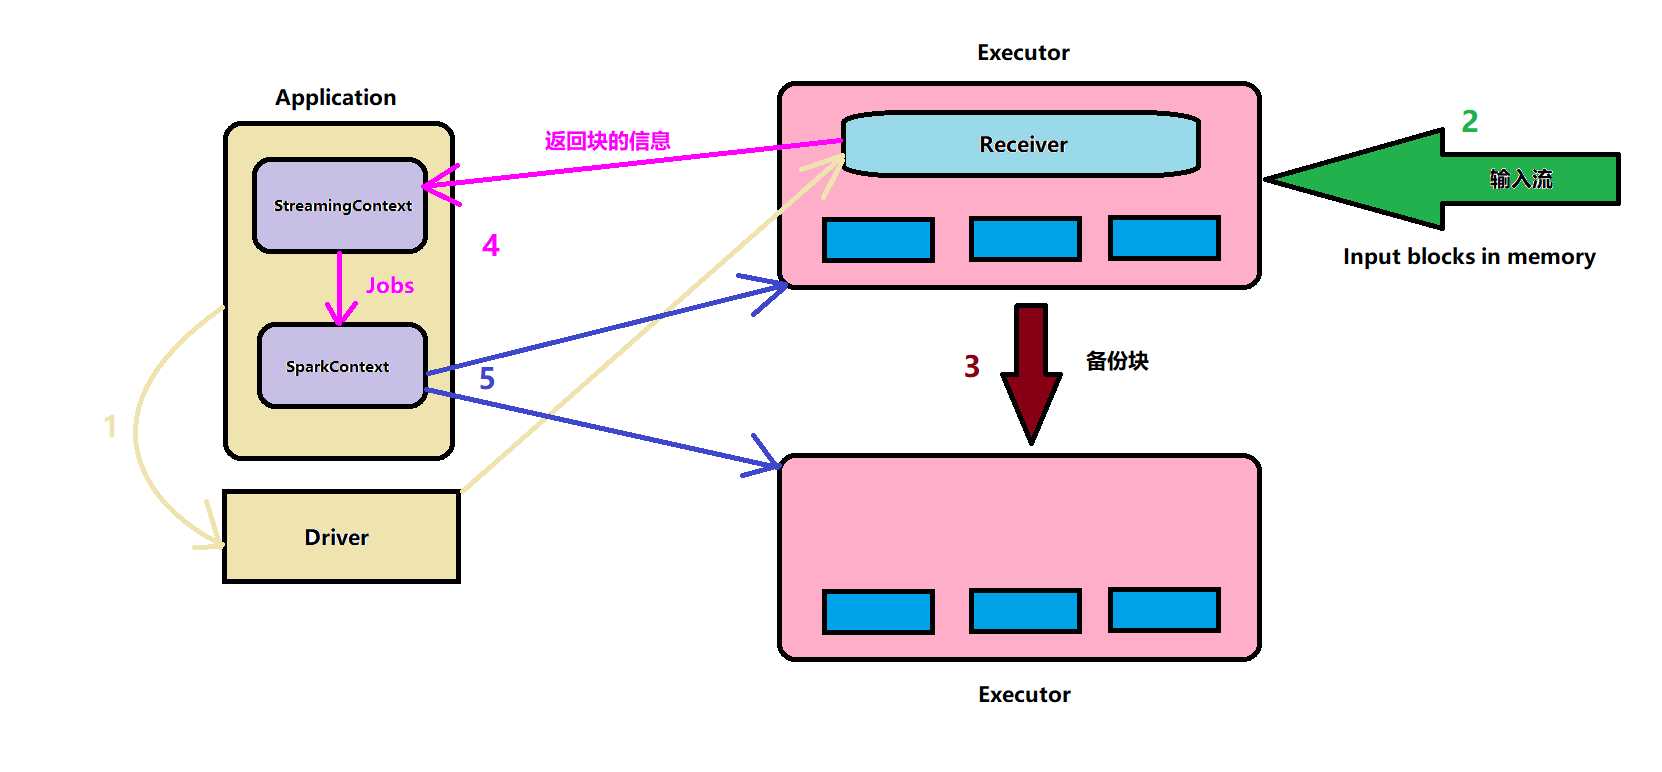 Executor
Application
2
返回块的信息
Receiver
输入流
StreamingContext
4
Input blocks in memory
Jobs
SparkContext
3
备份块
5
1
Driver
Executor